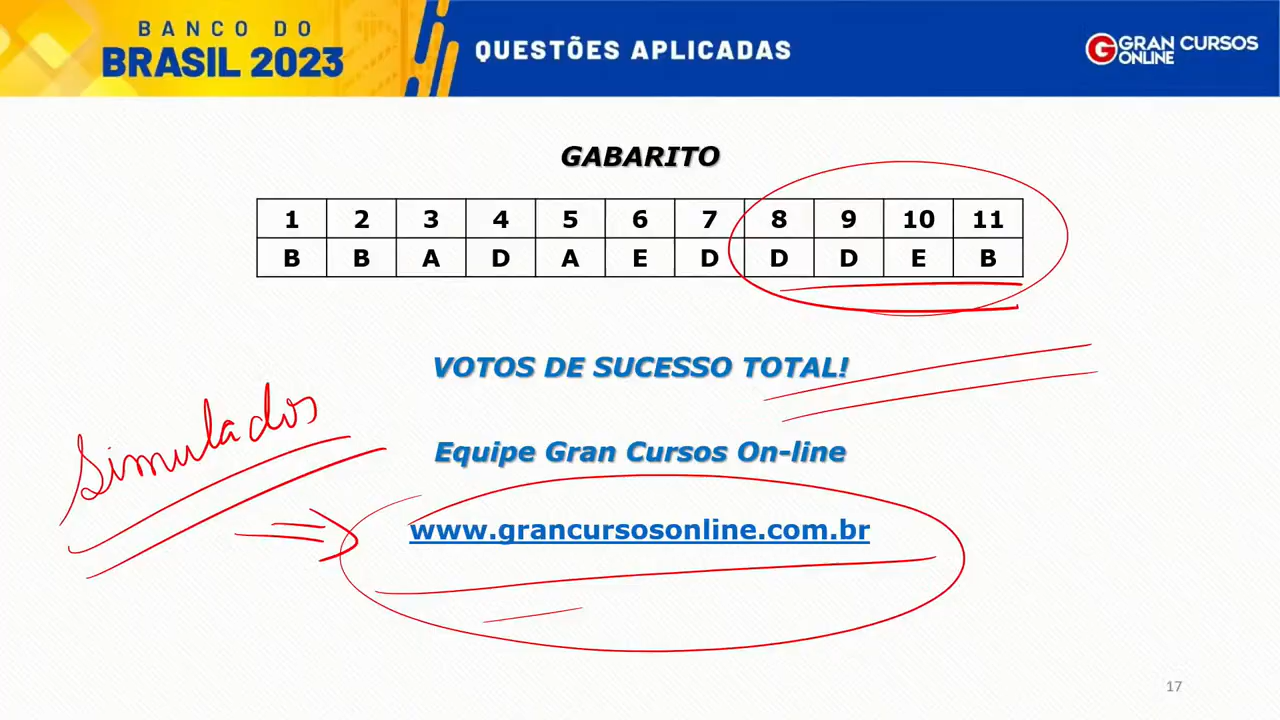 BANCO DO
BRASIL 2023
QUESTÕES APLICADAS
GRAN CURSOS
ONLINE
GABARITO
1 2 3 4 5 6 7 8 9 10 11
B B A D A E D D D E B
VOTOS DE SUCESSO TOTAL!
Simulados
Equipe Gran Cursos On-line
www.grancursosonline.com.br
17